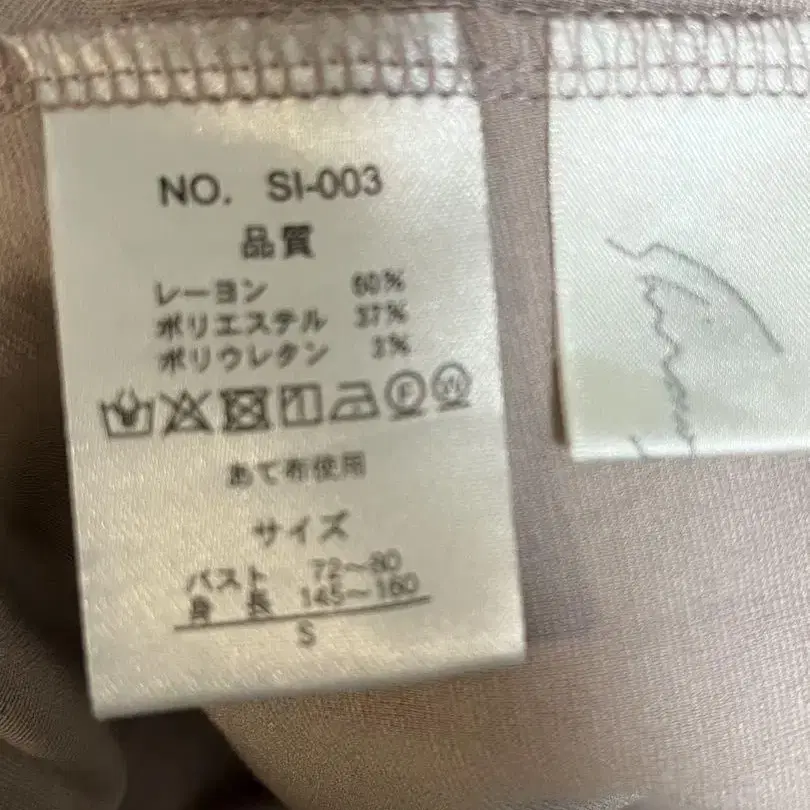 NO. SI-003
品質
レーヨン 60%
ポリエステル 37%
ポリウレタン 3%
F W
あて布使用
サイズ
バスト 72〜80
身長 145〜160
S